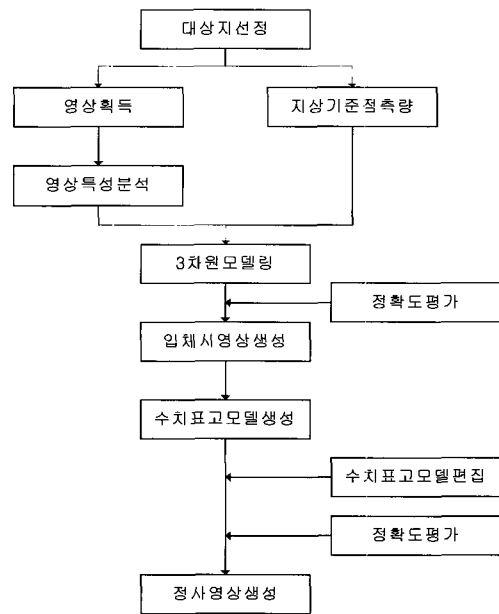 대상지선정
영상획득
지상기준점측량
영상특성분석
3차원모델링
정확도평가
입체시영상생성
수치표고모델생성
수치표고모델편집
정확도평가
정사영상생성